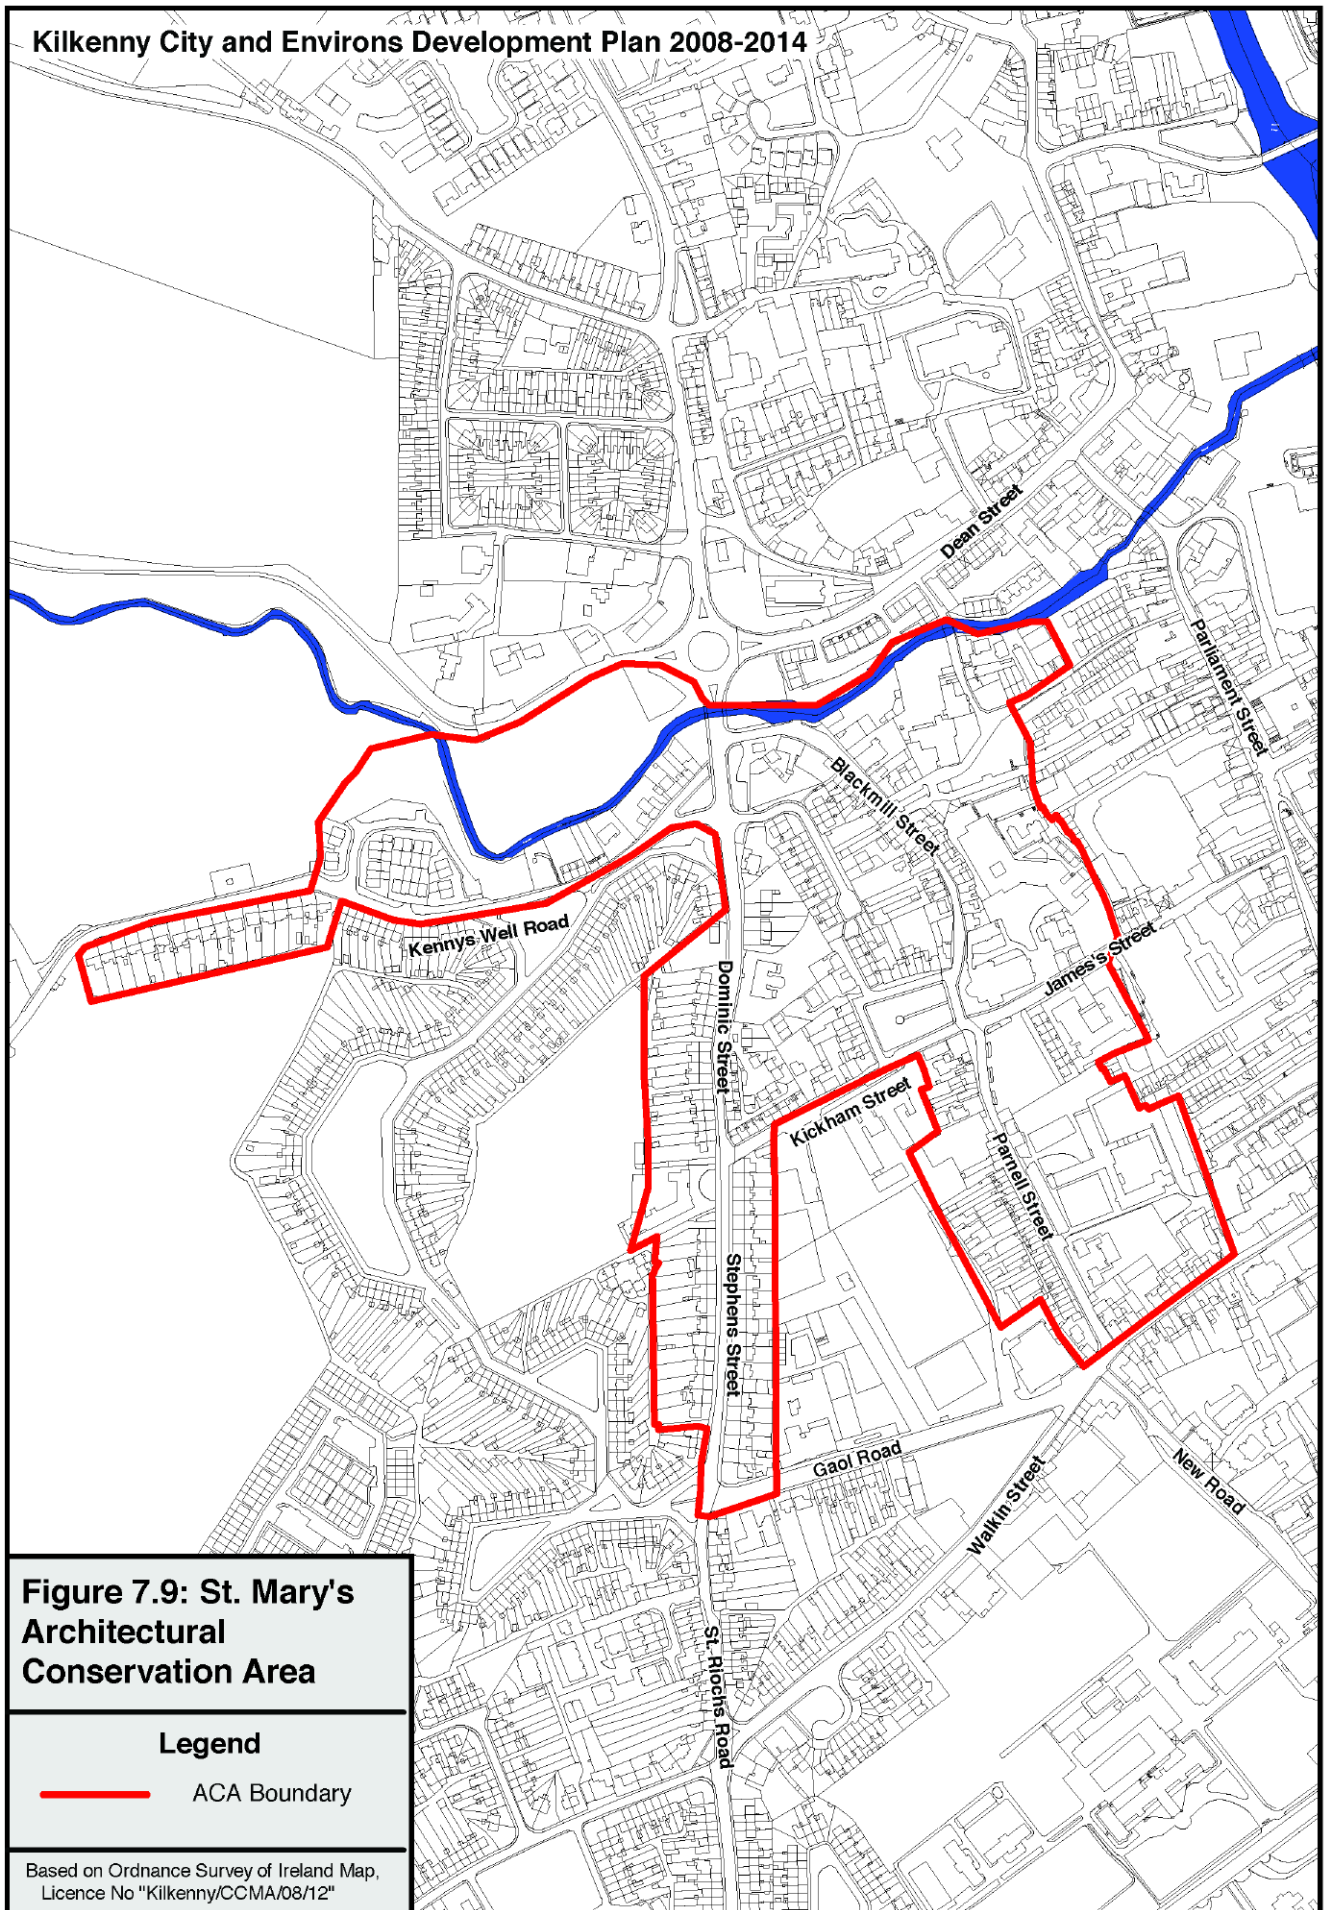 Kilkenny City and Environs Development Plan 2008-2014
Dean Street
Parliament Street
Blackmill Street
Kennys Well Road
James's Street
Dominic Street
Kickham Street
Parnell Street
Stephens Street
Gaol Road
Walkin Street
New Road
St. Riochs Road
Figure 7.9: St. Mary's
Architectural
Conservation Area
Legend
ACA Boundary
Based on Ordnance Survey of Ireland Map,
Licence No "Kilkenny/CCMA/08/12"